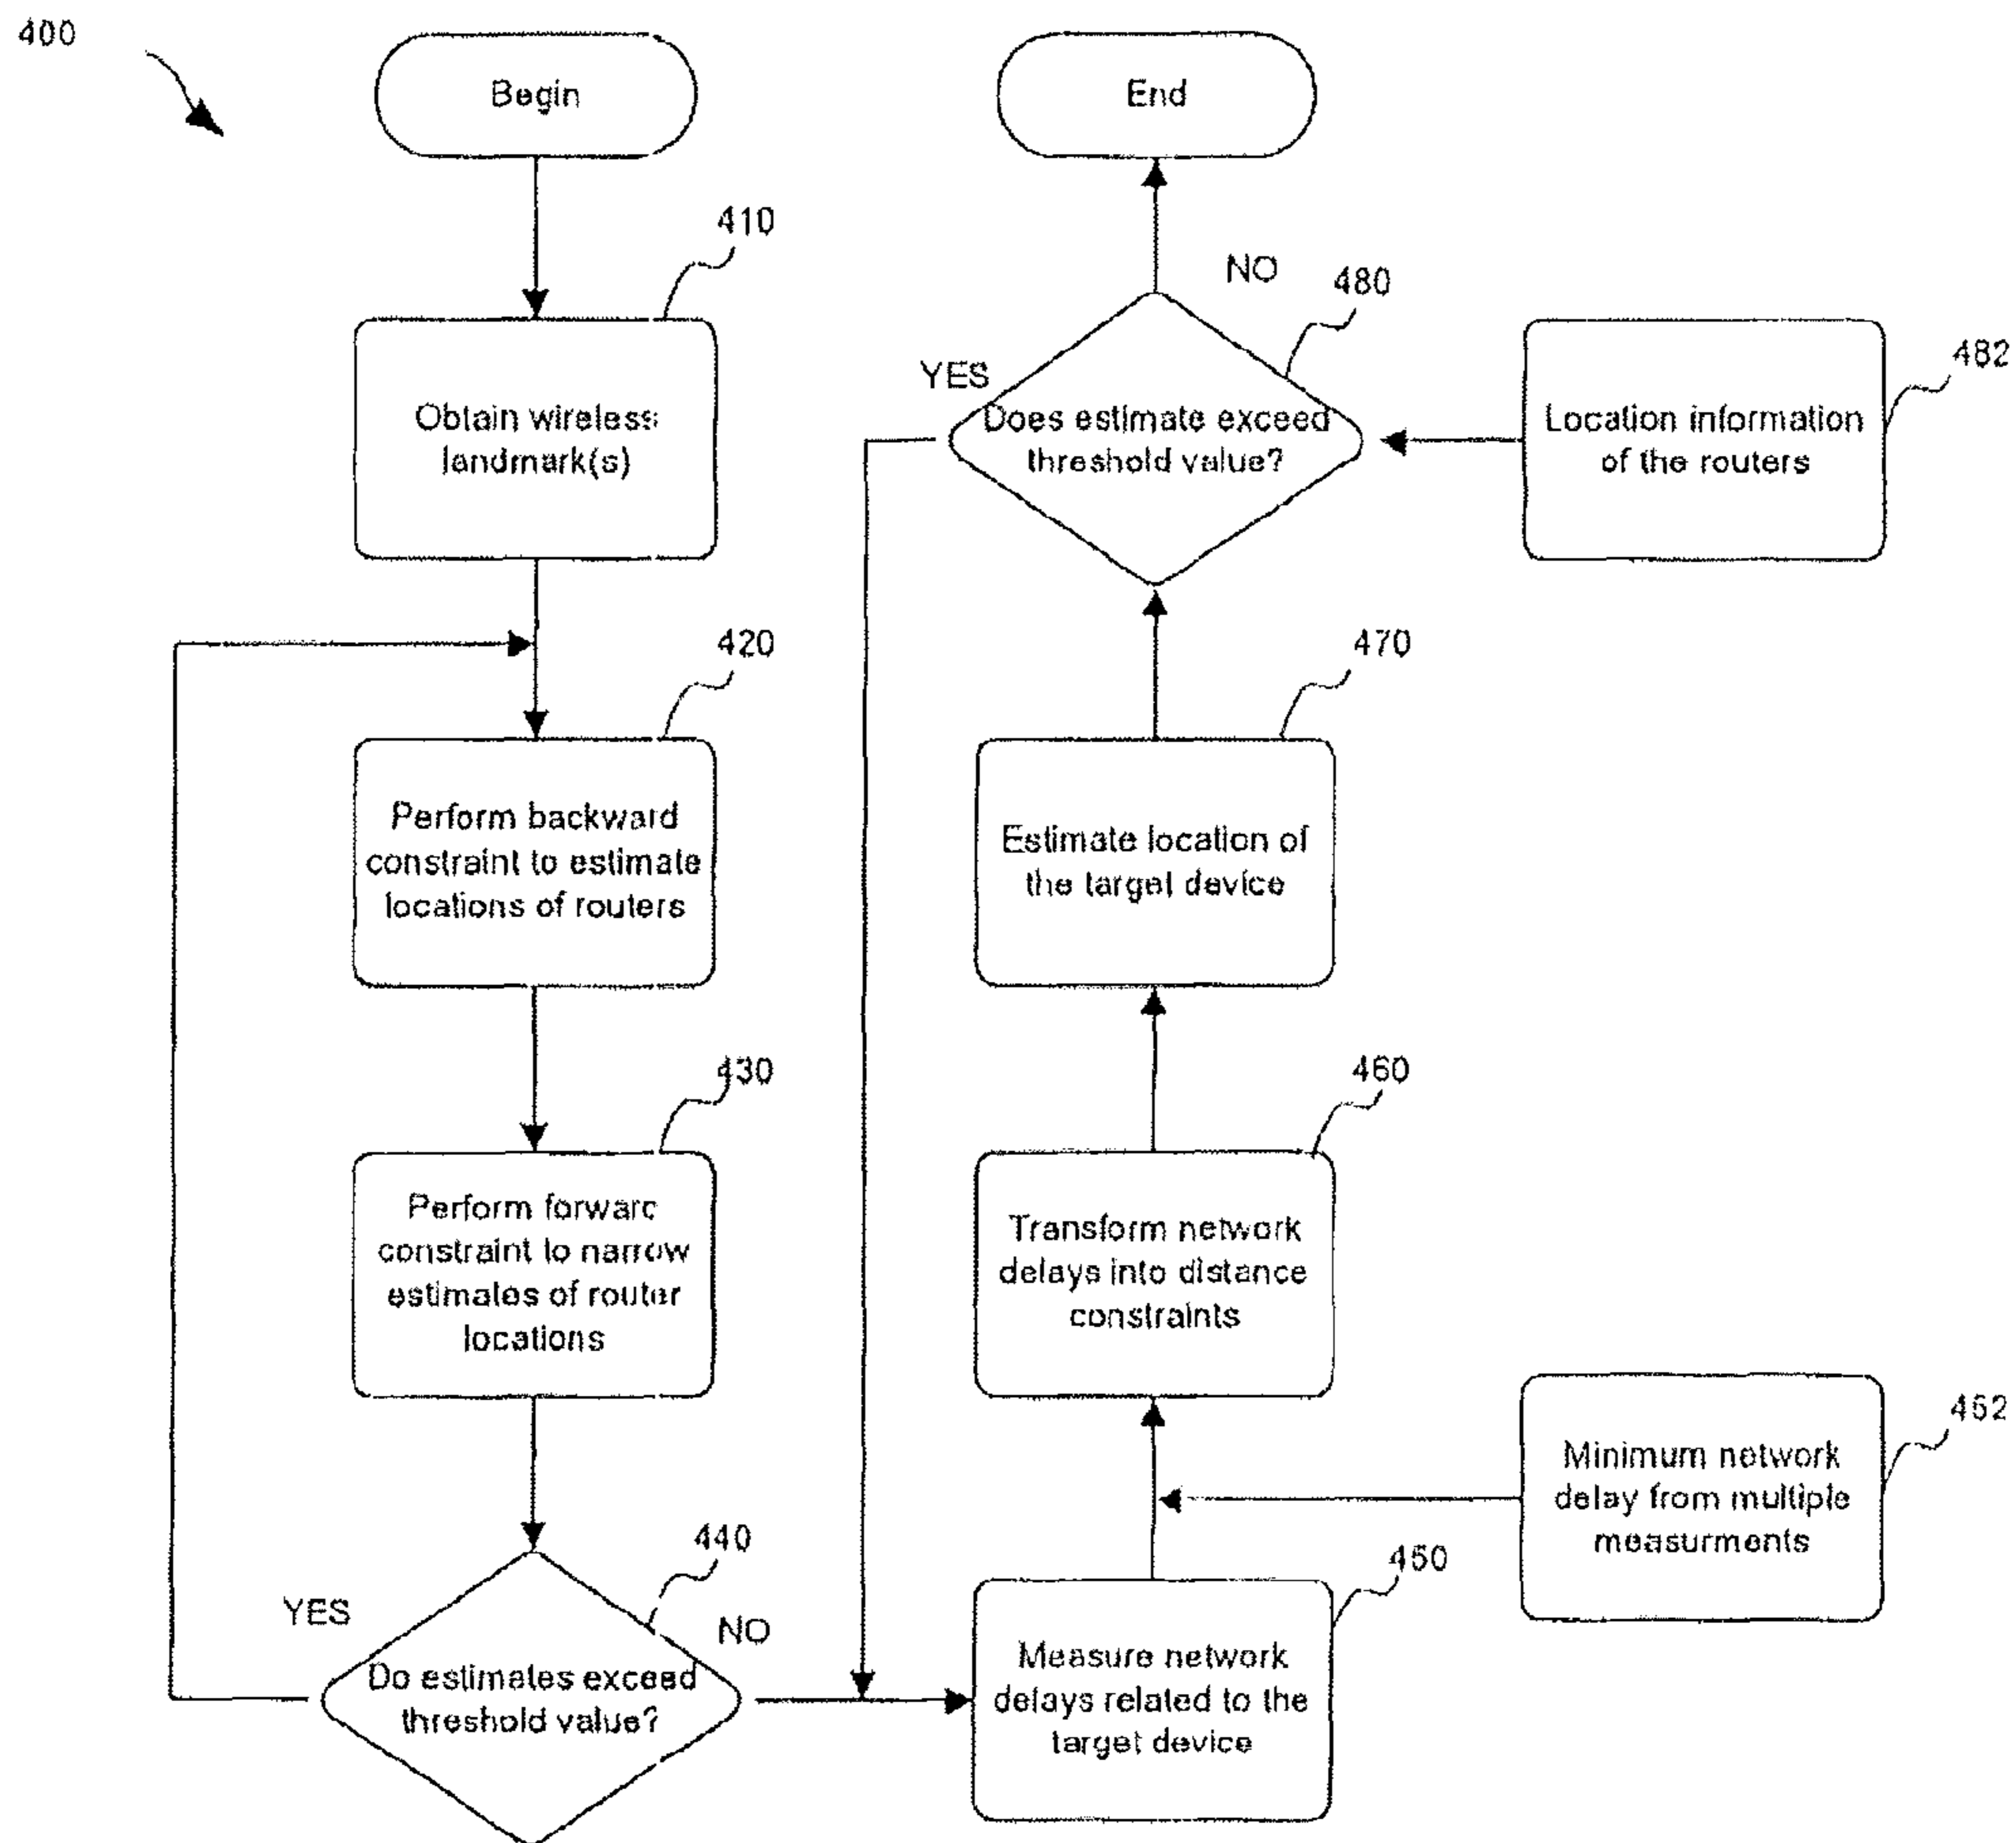 400
Begin
410
Obtain wireless
landmark(s)
420
Perform backward
constraint to estimate
locations of routers
430
Perform forward
constraint to narrow
estimates of router
locations
440
YES
NO
Do estimates exceed
threshold value?
450
Measure network
delays related to the
target device
452
Minimum network
delay from multiple
measurments
460
Transform network
delays into distance
constraints
470
Estimate location of
the target device
480
YES
NO
Does estimate exceed
threshold value?
482
Location information
of the routers
End